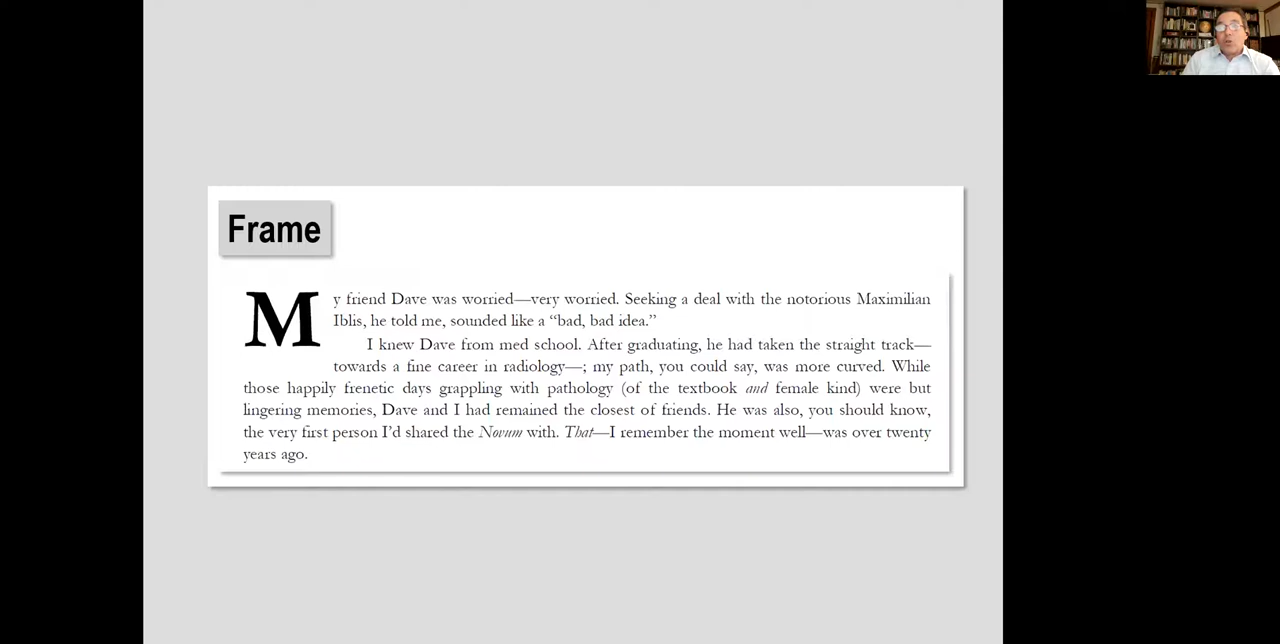 Frame
My friend Dave was worried—very worried. Seeking a deal with the notorious Maximilian
Iblis, he told me, sounded like a “bad, bad idea.”
I knew Dave from med school. After graduating, he had taken the straight track—
towards a fine career in radiology—; my path, you could say, was more curved. While
those happily frenetic days grappling with pathology (of the textbook and female kind) were but
lingering memories, Dave and I had remained the closest of friends. He was also, you should know,
the very first person I’d shared the Novum with. That—I remember the moment well—was over twenty
years ago.